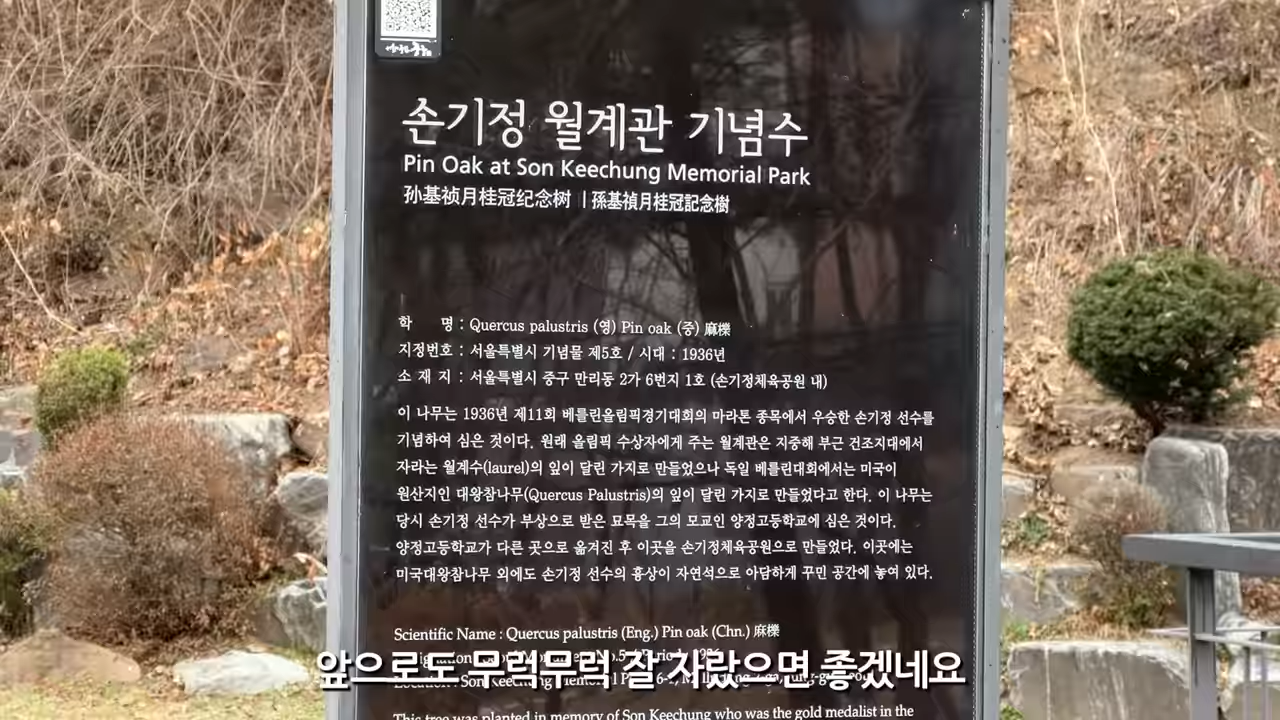 손기정 월계관 기념수
Pin Oak at Son Keechung Memorial Park
孙基祯月桂冠纪念树 | 孫基禎月桂冠記念樹
학 명 : Quercus palustris (영) Pin oak (중) 麻櫟
지정번호 : 서울특별시 기념물 제5호 / 시대 : 1936년
소 재 지 : 서울특별시 중구 만리동 2가 6번지 1호 (손기정체육공원 내)
이 나무는 1936년 제11회 베를린올림픽경기대회의 마라톤 종목에서 우승한 손기정 선수를
기념하여 심은 것이다. 원래 올림픽 수상자에게 주는 월계관은 지중해 부근 건조지대에서
자라는 월계수(laurel)의 잎이 달린 가지로 만들었으나 독일 베를린대회에서는 미국이
원산지인 대왕참나무(Quercus Palustris)의 잎이 달린 가지로 만들었다고 한다. 이 나무는
당시 손기정 선수가 부상으로 받은 묘목을 그의 모교인 양정고등학교에 심은 것이다.
양정고등학교가 다른 곳으로 옮겨진 후 이곳을 손기정체육공원으로 만들었다. 이곳에는
미국대왕참나무 외에도 손기정 선수의 흉상이 자연석으로 아담하게 꾸민 공간에 놓여 있다.
Scientific Name : Quercus palustris (Eng.) Pin oak (Chn.) 麻櫟
Location : Son Keechung
앞으로도 무럭무럭 잘 자랐으면 좋겠네요
This tree was planted in memory of Son Keechung who was the gold medalist in the